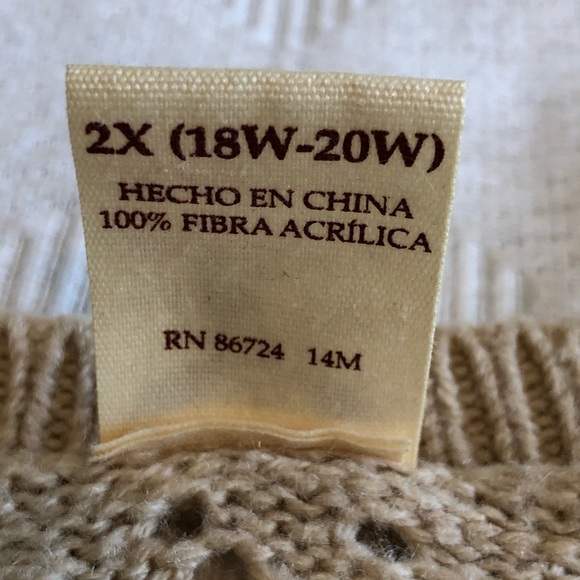 2X (18W-20W)
HECHO EN CHINA
100% FIBRA ACRÍLICA
RN 86724 14M